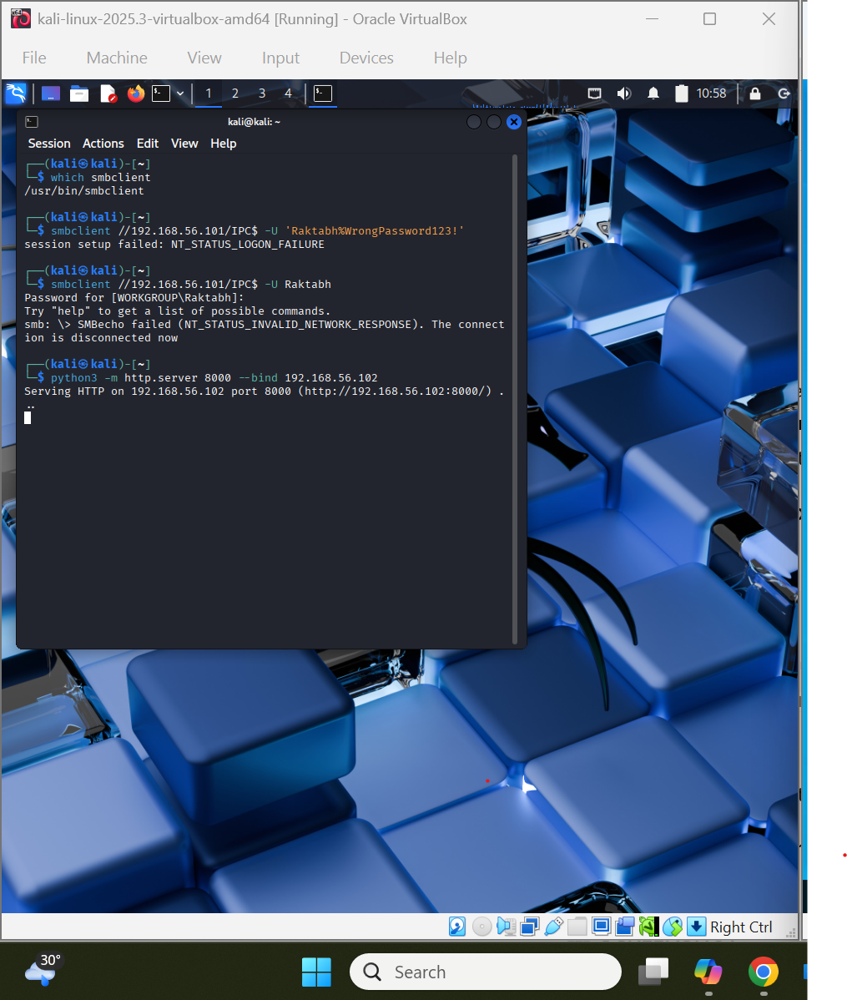 kali-linux-2025.3-virtualbox-amd64 [Running] - Oracle VirtualBox
File Machine View Input Devices Help
1 2 3 4 10:58
kali@kali: ~
Session Actions Edit View Help
┌──(kali㉿kali)-[~]
└─$ which smbclient
/usr/bin/smbclient
┌──(kali㉿kali)-[~]
└─$ smbclient //192.168.56.101/IPC$ -U 'Raktabh%WrongPassword123!'
session setup failed: NT_STATUS_LOGON_FAILURE
┌──(kali㉿kali)-[~]
└─$ smbclient //192.168.56.101/IPC$ -U Raktabh
Password for [WORKGROUP\Raktabh]:
Try "help" to get a list of possible commands.
smb: \> SMBecho failed (NT_STATUS_INVALID_NETWORK_RESPONSE). The connect
ion is disconnected now
┌──(kali㉿kali)-[~]
└─$ python3 -m http.server 8000 --bind 192.168.56.102
Serving HTTP on 192.168.56.102 port 8000 (http://192.168.56.102:8000/) .
..
Right Ctrl
30°
Search